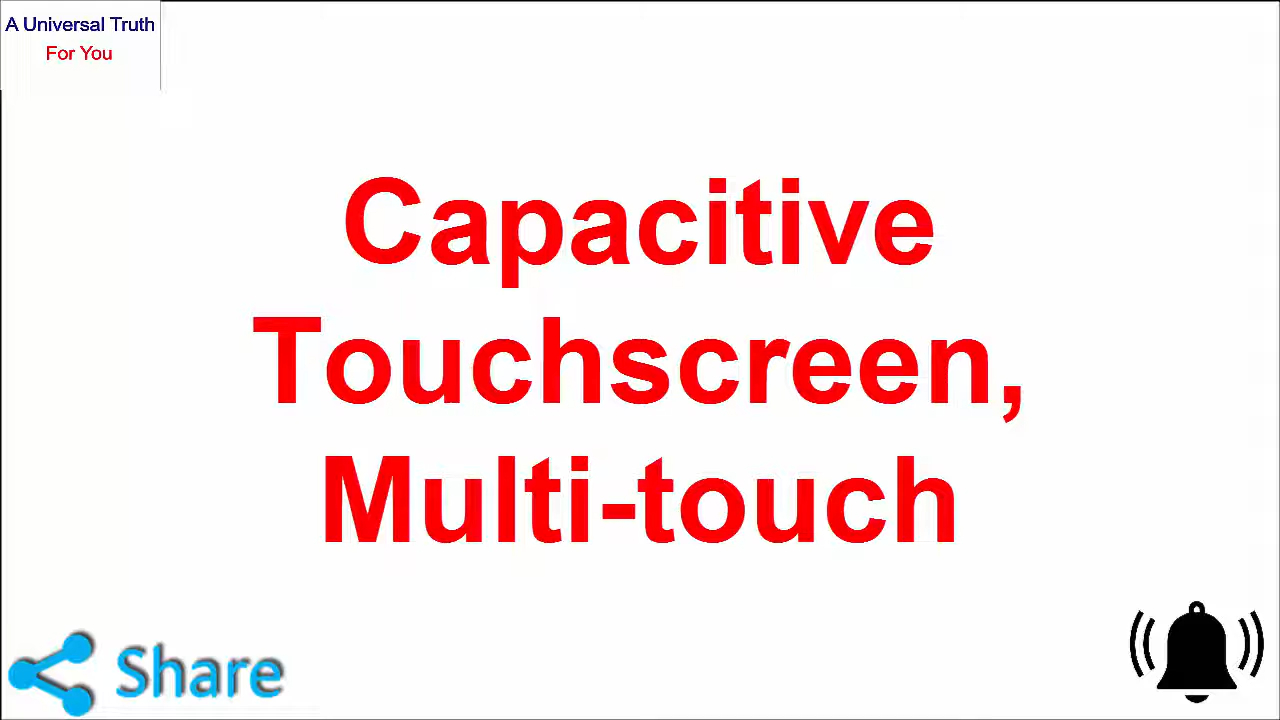 A Universal Truth
For You
Capacitive
Touchscreen,
Multi-touch
Share